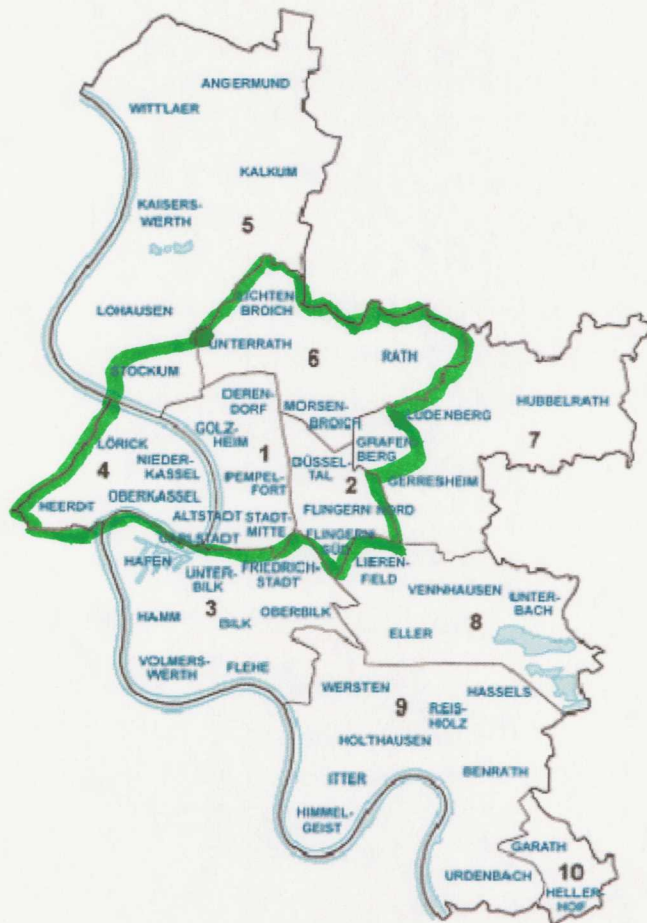 ANGERMUND
WITTLAER
KALKUM
KAISERS-
WERTH
5
LOHAUSEN
LICHTEN
BROICH
UNTERRATH
6
RATH
STOCKUM
DEREN-
DORF
MÖRSEN-
BROICH
GOLZ-
HEIM
LUDENBERG
HUBBELRATH
7
GRAFEN
BERG
LÖRICK
4
NIEDER-
KASSEL
1
PEMPEL-
FORT
DÜSSEL-
TAL
2
GERRESHEIM
HEERDT
OBERKASSEL
ALTSTADT
STADT-
MITTE
FLINGERN NORD
CARLSTADT
FLINGERN
SÜD
HAFEN
UNTER-
BILK
FRIEDRICH-
STADT
LIEREN-
FELD
3
HAMM
BILK
OBERBILK
VENNHAUSEN
UNTER-
BACH
ELLER
8
VOLMERS-
WERTH
FLEHE
WERSTEN
HASSELS
9
REIS-
HOLZ
HOLTHAUSEN
ITTER
BENRATH
HIMMEL-
GEIST
GARATH
10
URDENBACH
HELLER-
HOF